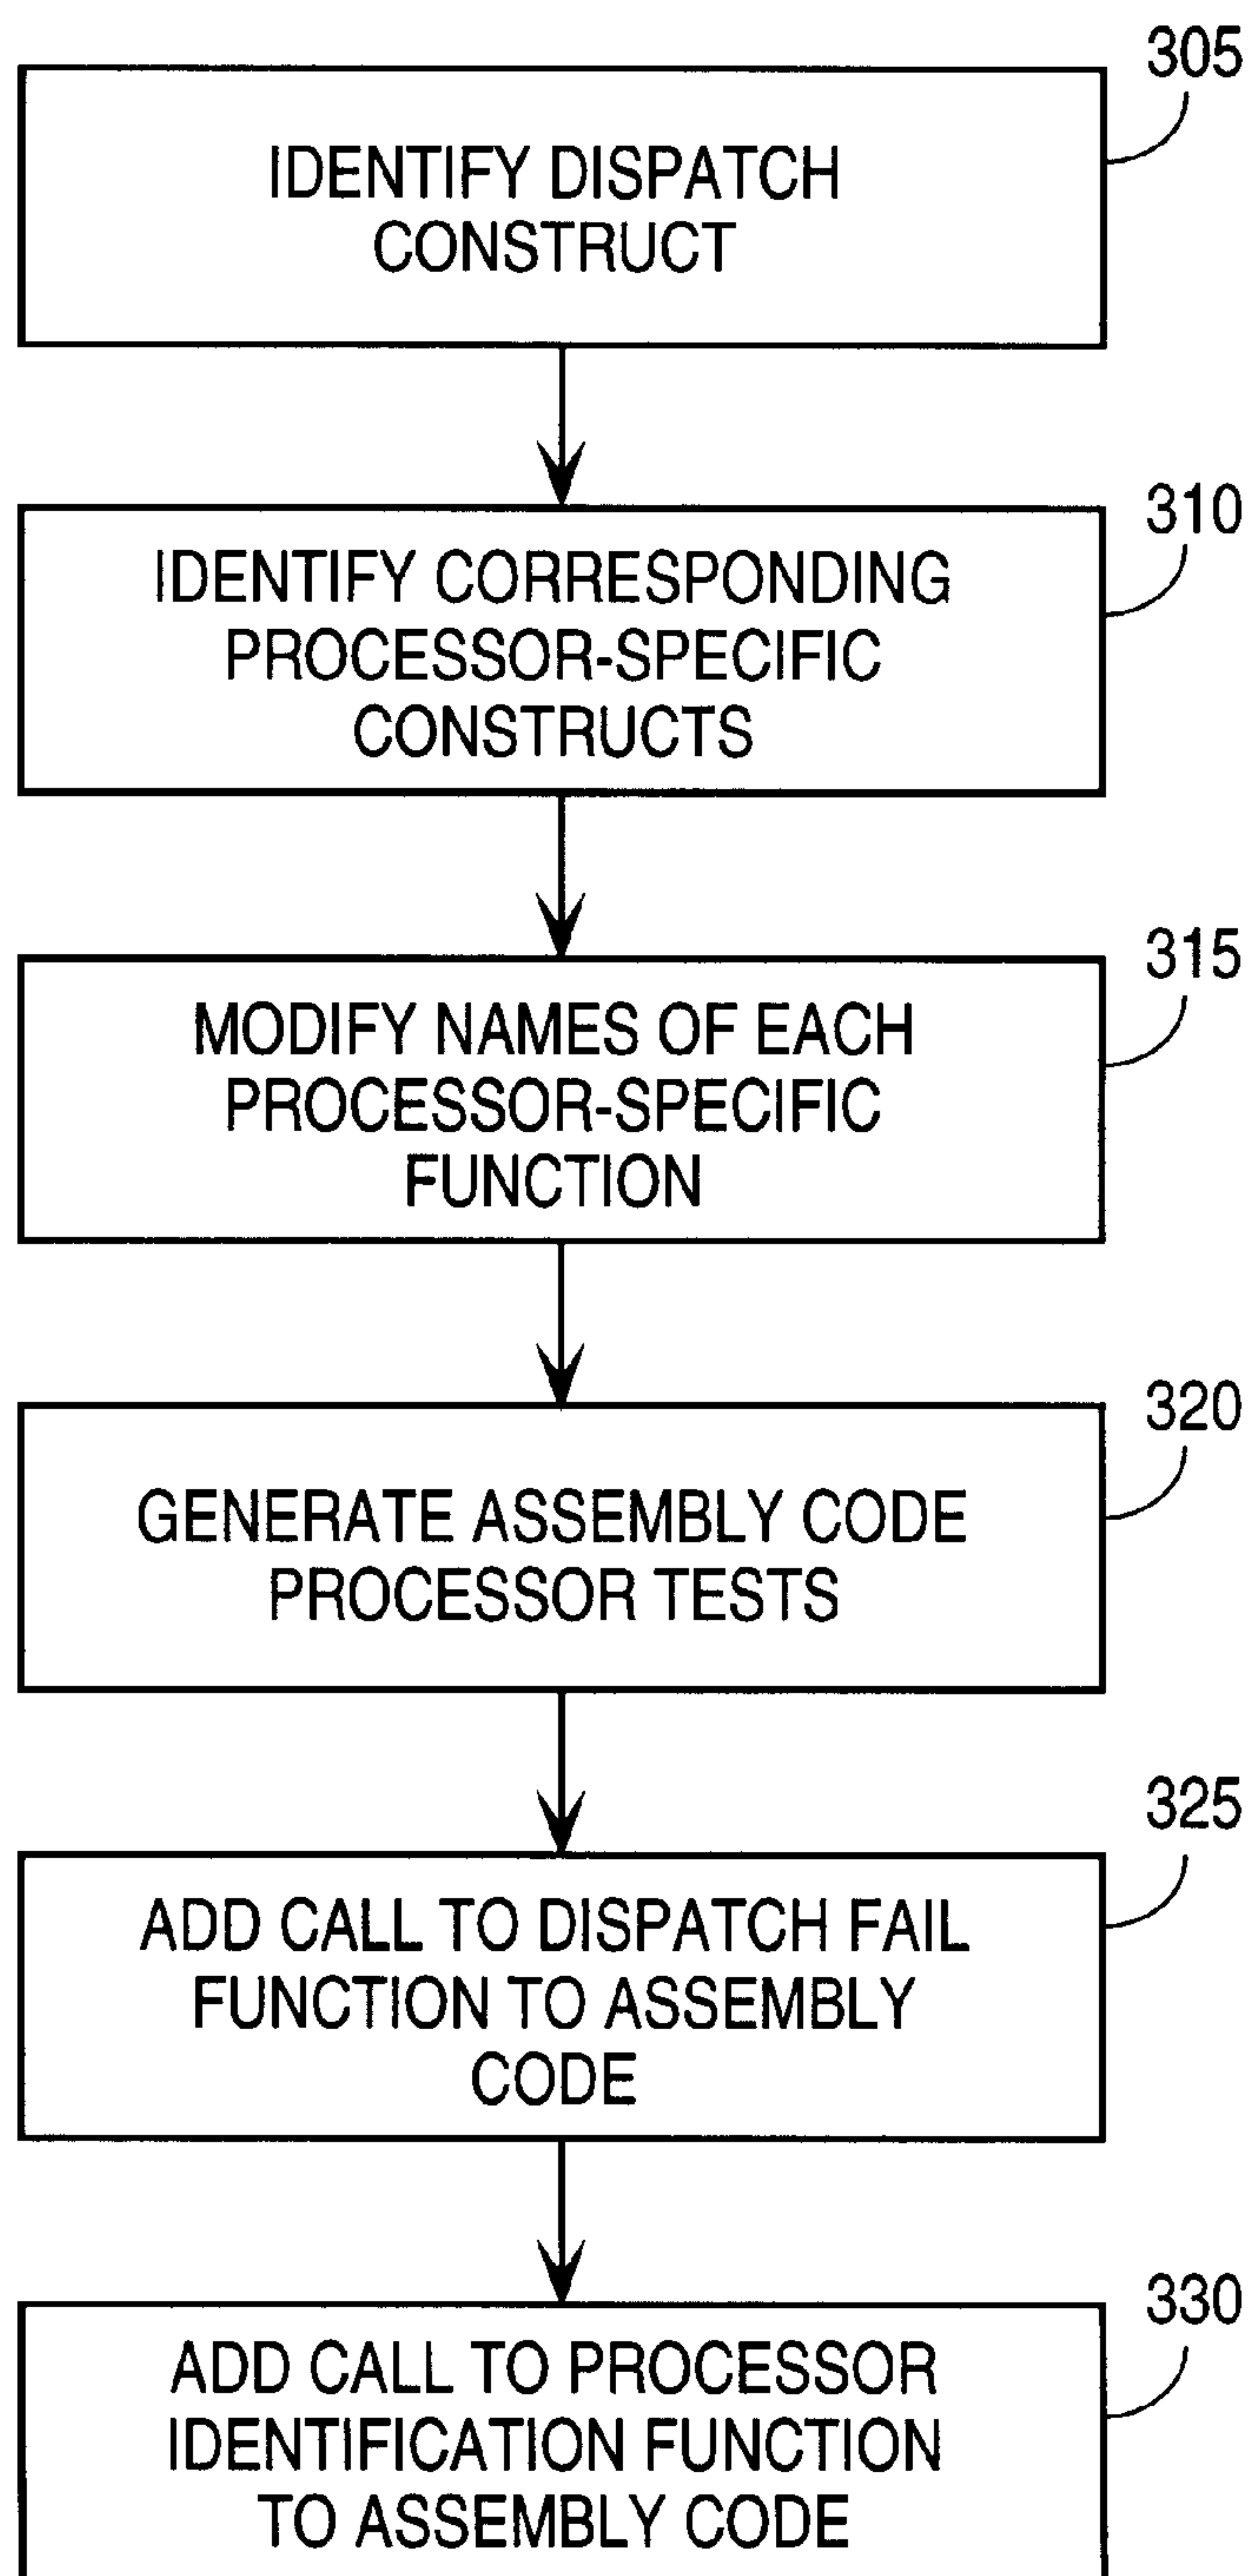 305
IDENTIFY DISPATCH
CONSTRUCT
310
IDENTIFY CORRESPONDING
PROCESSOR-SPECIFIC
CONSTRUCTS
315
MODIFY NAMES OF EACH
PROCESSOR-SPECIFIC
FUNCTION
320
GENERATE ASSEMBLY CODE
PROCESSOR TESTS
325
ADD CALL TO DISPATCH FAIL
FUNCTION TO ASSEMBLY
CODE
330
ADD CALL TO PROCESSOR
IDENTIFICATION FUNCTION
TO ASSEMBLY CODE